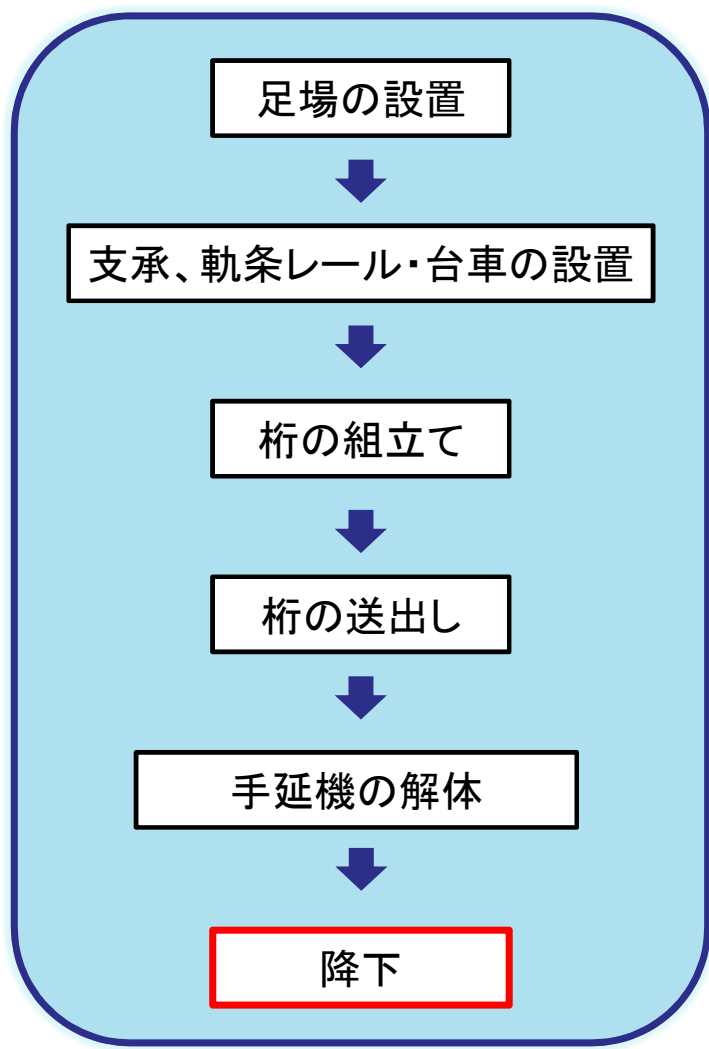 足場の設置
支承、軌条レール・台車の設置
桁の組立て
桁の送出し
手延機の解体
降下